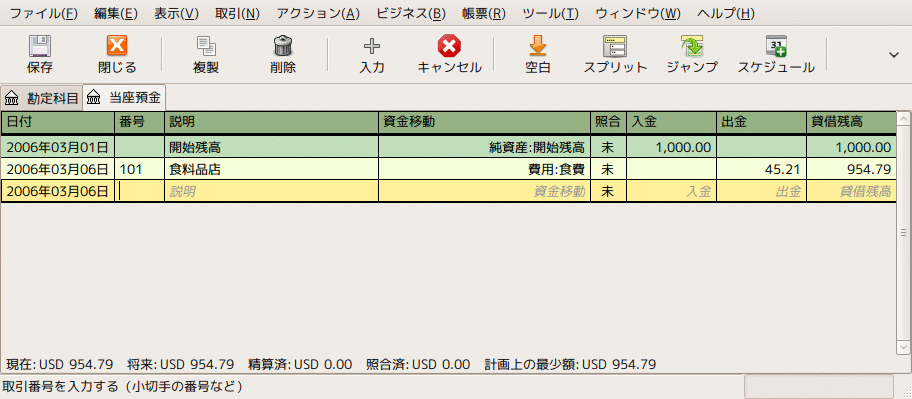 ファイル(F) 編集(E) 表示(V) 取引(N) アクション(A) ビジネス(B) 帳票(R) ツール(T) ウィンドウ(W) ヘルプ(H)
保存 閉じる 複製 削除 入力 キャンセル 空白 スプリット ジャンプ スケジュール
勘定科目 当座預金
日付 番号 説明 資金移動 照合 入金 出金 貸借残高
2006年03月01日 開始残高 純資産:開始残高 未 1,000.00 1,000.00
2006年03月06日 101 食料品店 費用:食費 未 45.21 954.79
2006年03月06日 説明 資金移動 未 入金 出金 貸借残高
現在: USD 954.79 将来: USD 954.79 精算済: USD 0.00 照合済: USD 0.00 計画上の最少額: USD 954.79
取引番号を入力する（小切手の番号など）